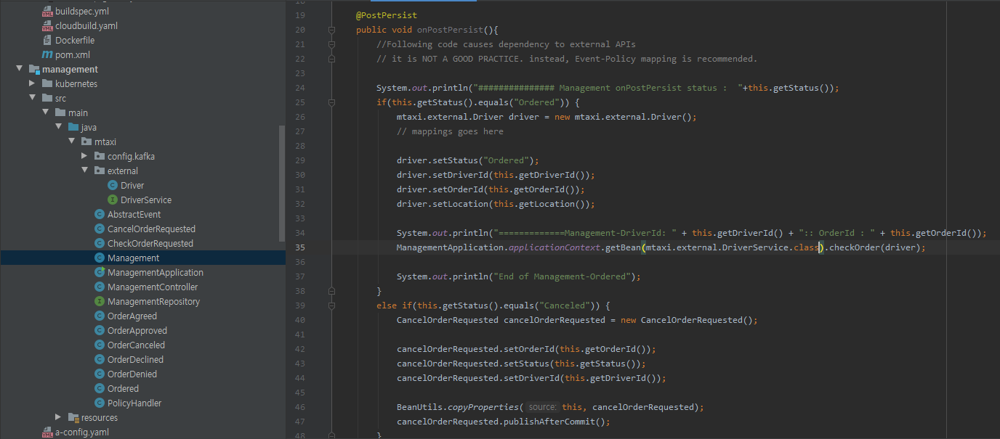 buildspec.yml
cloudbuild.yaml
Dockerfile
pom.xml
management
kubernetes
src
main
java
mtaxi
config.kafka
external
Driver
DriverService
AbstractEvent
CancelOrderRequested
CheckOrderRequested
Management
ManagementApplication
ManagementController
ManagementRepository
OrderAgreed
OrderApproved
OrderCanceled
OrderDeclined
OrderDenied
Ordered
PolicyHandler
resources
a-config.yaml
19 @PostPersist
20 public void onPostPersist(){
21 //Following code causes dependency to external APIs
22 // it is NOT A GOOD PRACTICE. instead, Event-Policy mapping is recommended.
23
24 System.out.println("############### Management onPostPersist status :  "+this.getStatus());
25 if(this.getStatus().equals("Ordered")) {
26 mtaxi.external.Driver driver = new mtaxi.external.Driver();
27 // mappings goes here
28
29 driver.setStatus("Ordered");
30 driver.setDriverId(this.getDriverId());
31 driver.setOrderId(this.getOrderId());
32 driver.setLocation(this.getLocation());
33
34 System.out.println("=============Management-DriverId: " + this.getDriverId() + ":: OrderId : " + this.getOrderId());
35 ManagementApplication.applicationContext.getBean(mtaxi.external.DriverService.class).checkOrder(driver);
36
37 System.out.println("End of Management-Ordered");
38 }
39 else if(this.getStatus().equals("Canceled")) {
40 CancelOrderRequested cancelOrderRequested = new CancelOrderRequested();
41
42 cancelOrderRequested.setOrderId(this.getOrderId());
43 cancelOrderRequested.setStatus(this.getStatus());
44 cancelOrderRequested.setDriverId(this.getDriverId());
45
46 BeanUtils.copyProperties( source: this, cancelOrderRequested);
47 cancelOrderRequested.publishAfterCommit();
48 }